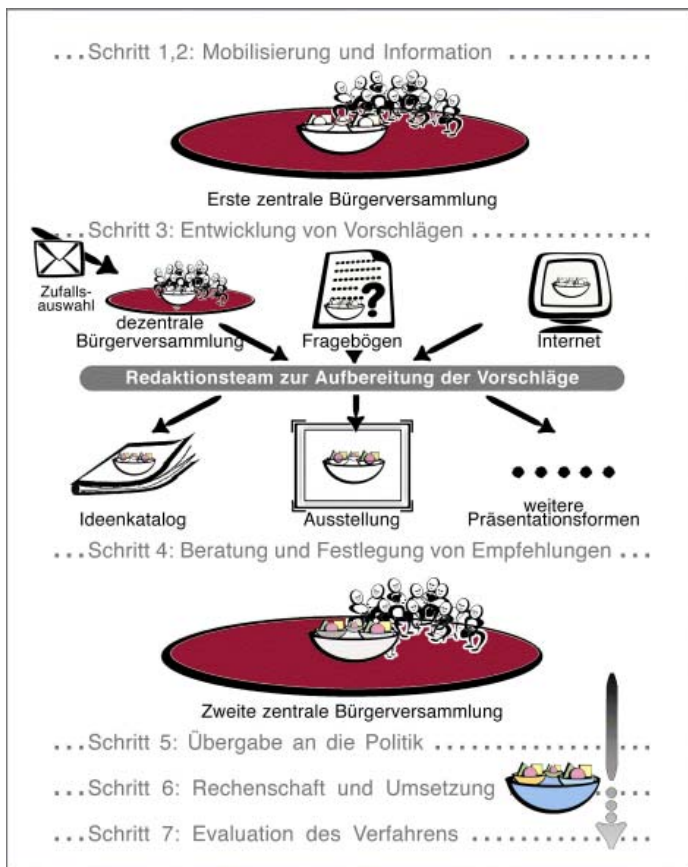 ...Schritt 1,2: Mobilisierung und Information ............
Erste zentrale Bürgerversammlung
...Schritt 3: Entwicklung von Vorschlägen ...............
Zufalls-
auswahl
dezentrale
Bürgerversammlung
Fragebögen
Internet
Redaktionsteam zur Aufbereitung der Vorschläge
Ideenkatalog
Ausstellung
weitere
Präsentationsformen
...Schritt 4: Beratung und Festlegung von Empfehlungen ...
Zweite zentrale Bürgerversammlung
...Schritt 5: Übergabe an die Politik ..................
...Schritt 6: Rechenschaft und Umsetzung
...Schritt 7: Evaluation des Verfahrens ................